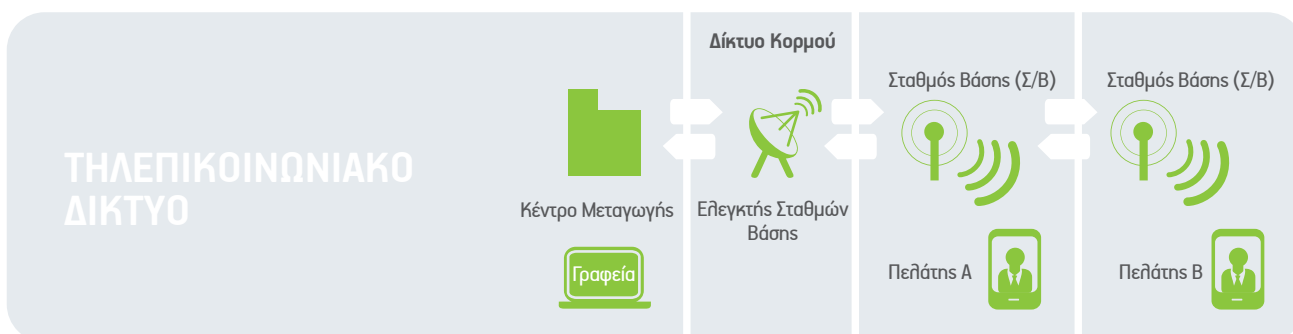 ΤΗΛΕΠΙΚΟΙΝΩΝΙΑΚΟ
ΔΙΚΤΥΟ
Κέντρο Μεταγωγής
Γραφεία
Δίκτυο Κορμού
Ελεγκτής Σταθμών
Βάσης
Σταθμός Βάσης (Σ/Β)
Πελάτης Α
Σταθμός Βάσης (Σ/Β)
Πελάτης Β